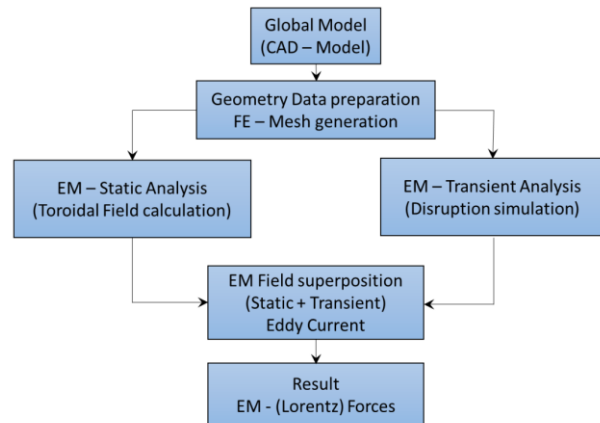 Global Model
(CAD – Model)
Geometry Data preparation
FE – Mesh generation
EM – Static Analysis
(Toroidal Field calculation)
EM – Transient Analysis
(Disruption simulation)
EM Field superposition
(Static + Transient)
Eddy Current
Result
EM - (Lorentz) Forces